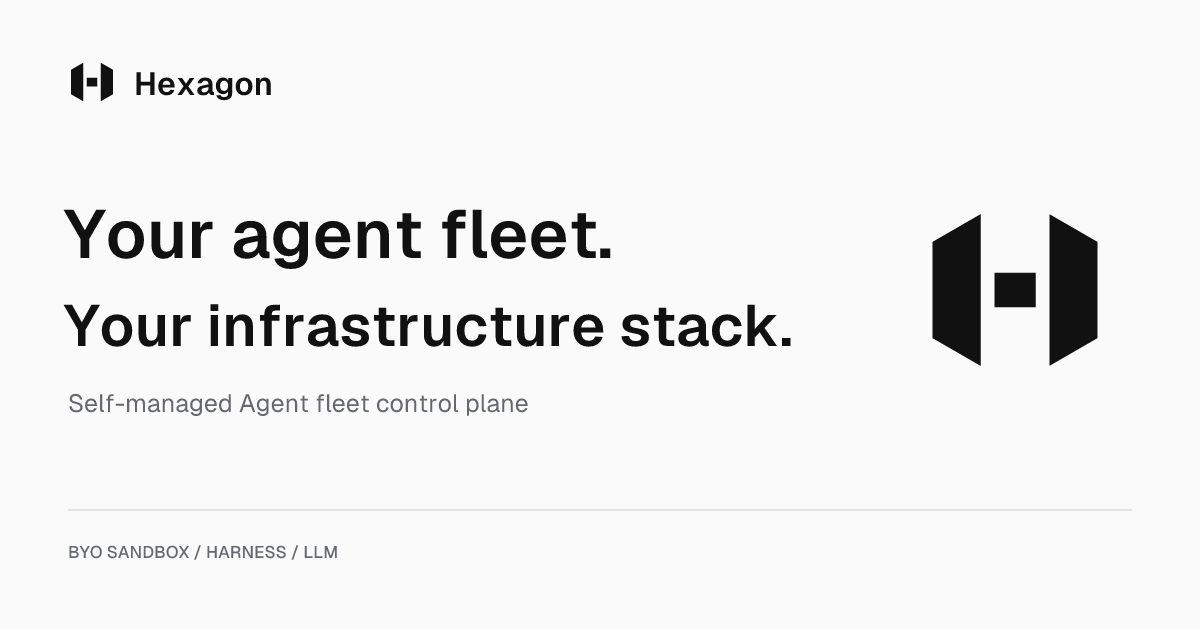 Hexagon
Your agent fleet.
Your infrastructure stack.
Self-managed Agent fleet control plane
BYO SANDBOX / HARNESS / LLM